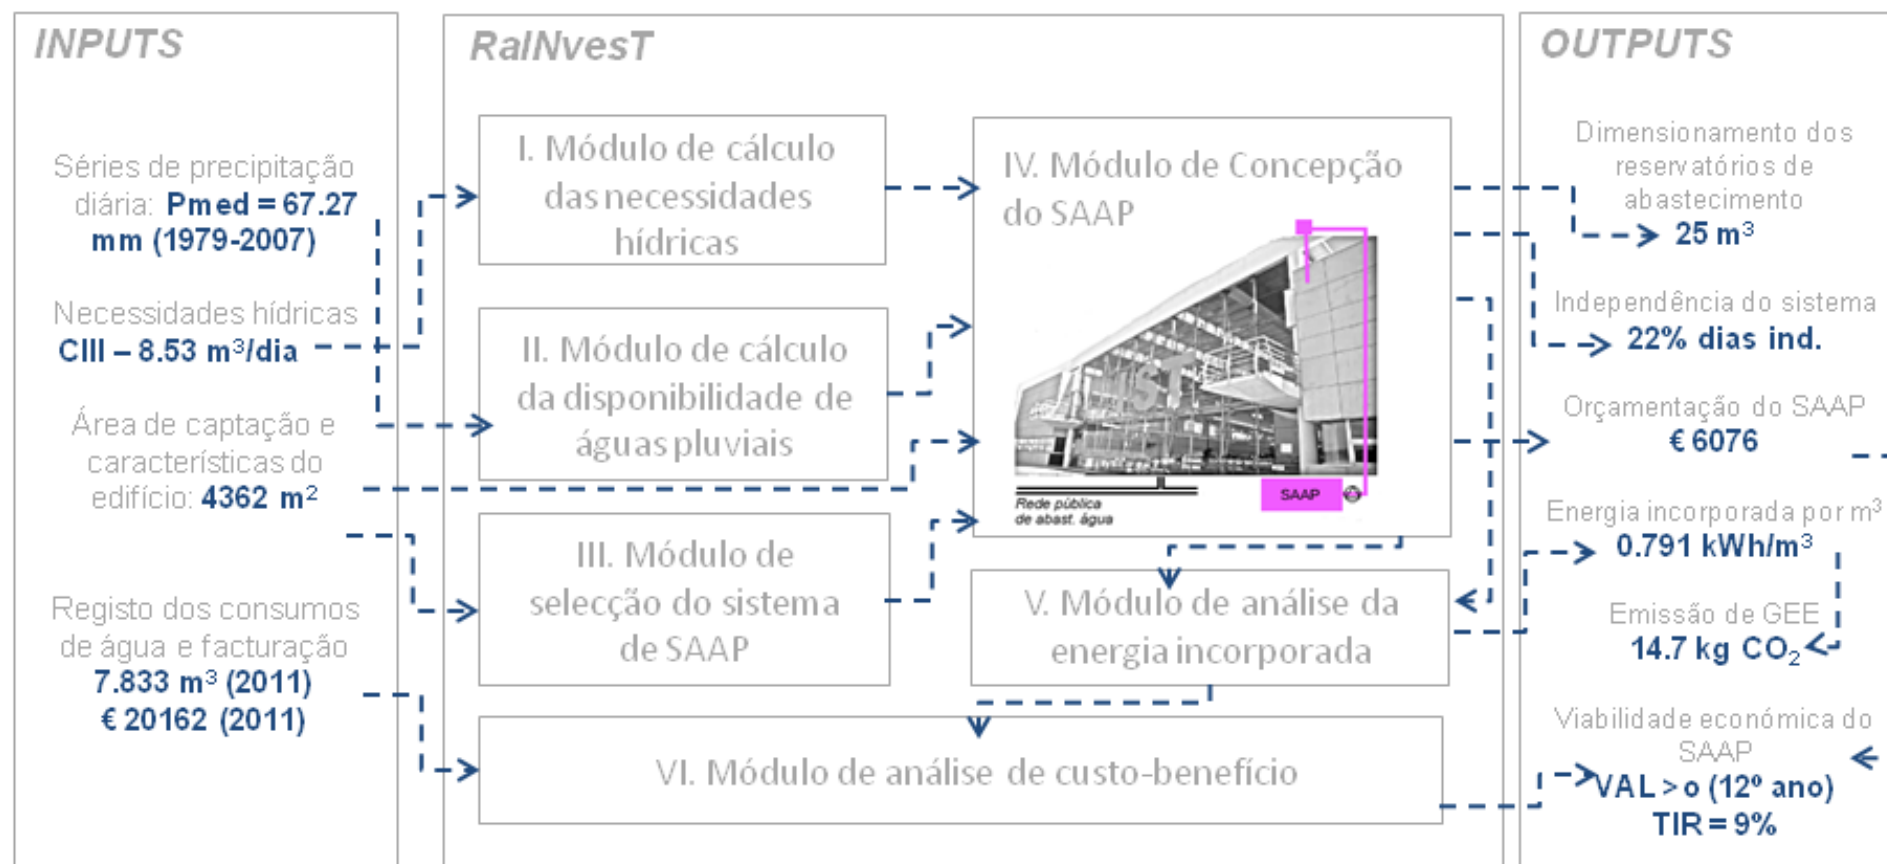 INPUTS
Séries de precipitação
diária: Pmed = 67.27
mm (1979-2007)
Necessidades hídricas
CIII – 8.53 m³/dia
Área de captação e
características do
edifício: 4362 m²
Registo dos consumos
de água e facturação
7.833 m³ (2011)
€ 20162 (2011)
RaINvesT
I. Módulo de cálculo
das necessidades
hídricas
II. Módulo de cálculo
da disponibilidade de
águas pluviais
III. Módulo de
selecção do sistema
de SAAP
IV. Módulo de Concepção
do SAAP
IST
SAAP
Rede pública
de abast. água
V. Módulo de análise da
energia incorporada
VI. Módulo de análise de custo-benefício
OUTPUTS
Dimensionamento dos
reservatórios de
abastecimento
25 m³
Independência do sistema
22% dias ind.
Orçamentação do SAAP
€ 6076
Energia incorporada por m³
0.791 kWh/m³
Emissão de GEE
14.7 kg CO₂
Viabilidade económica do
SAAP
VAL >o (12º ano)
TIR = 9%